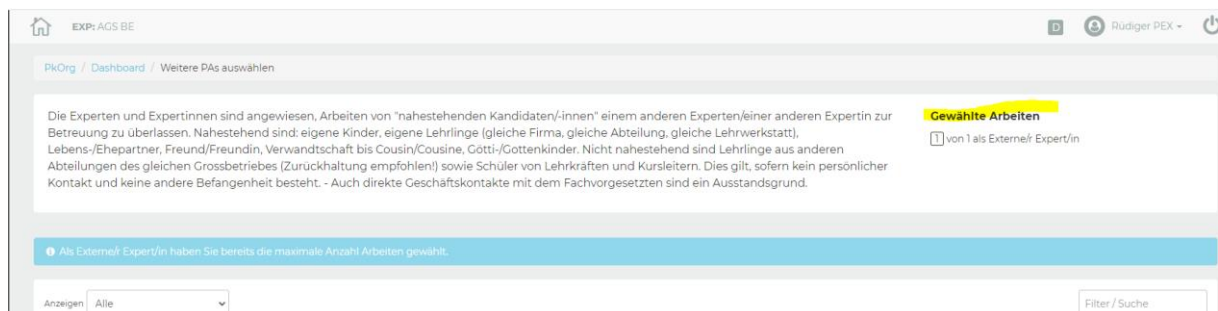 EXP: AGS BE
D
Rüdiger PEX
PkOrg / Dashboard / Weitere PAs auswählen
Die Experten und Expertinnen sind angewiesen, Arbeiten von "nahestehenden Kandidaten/-innen" einem anderen Experten/einer anderen Expertin zur
Betreuung zu überlassen. Nahestehend sind: eigene Kinder, eigene Lehrlinge (gleiche Firma, gleiche Abteilung, gleiche Lehrwerkstatt),
Lebens-/Ehepartner, Freund/Freundin, Verwandtschaft bis Cousin/Cousine, Götti-/Gottenkinder. Nicht nahestehend sind Lehrlinge aus anderen
Abteilungen des gleichen Grossbetriebes (Zurückhaltung empfohlen!) sowie Schüler von Lehrkräften und Kursleitern. Dies gilt, sofern kein persönlicher
Kontakt und keine andere Befangenheit besteht. - Auch direkte Geschäftskontakte mit dem Fachvorgesetzten sind ein Ausstandsgrund.
Gewählte Arbeiten
1 von 1 als Externe/r Expert/in
Als Externe/r Expert/in haben Sie bereits die maximale Anzahl Arbeiten gewählt.
Anzeigen Alle
Filter / Suche